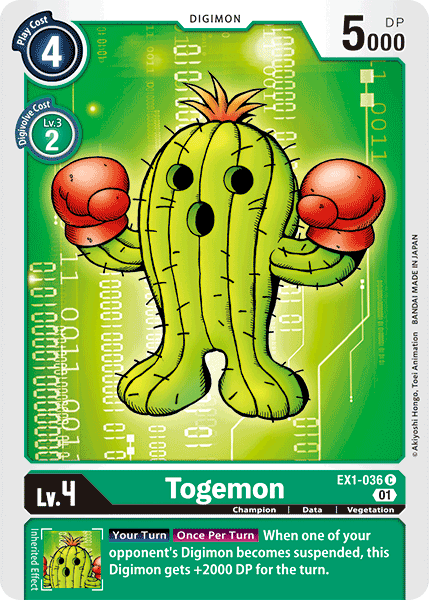 DIGIMON
Play Cost
4
DP
5000
Digivolve Cost
Lv.3
2
© Akiyoshi Hongo, Toei Animation BANDAI MADE IN JAPAN
Lv.4
Togemon
EX1-036 C
01
Champion | Data | Vegetation
Inherited Effect
Your Turn Once Per Turn When one of your
opponent's Digimon becomes suspended, this
Digimon gets +2000 DP for the turn.